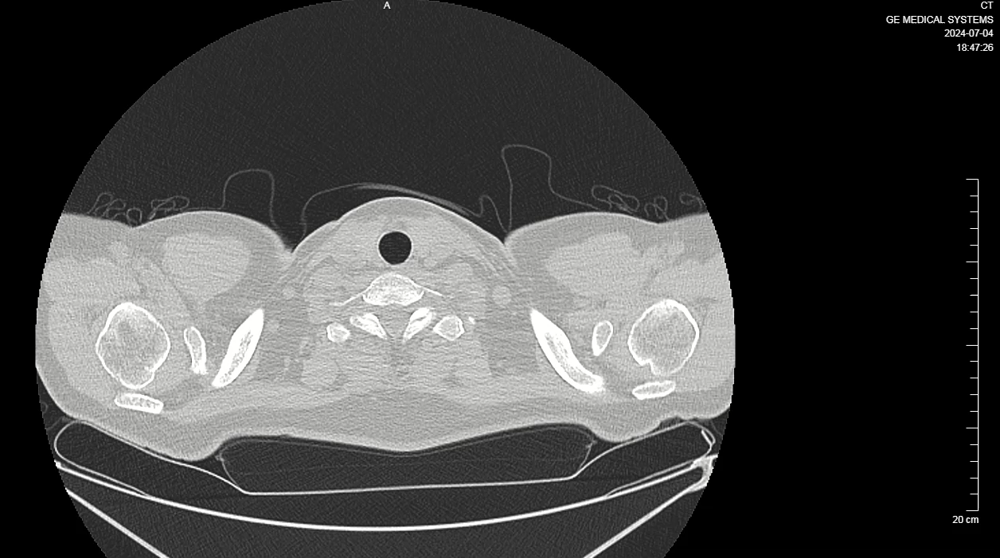 A
CT
GE MEDICAL SYSTEMS
2024-07-04
18:47:26
20 cm